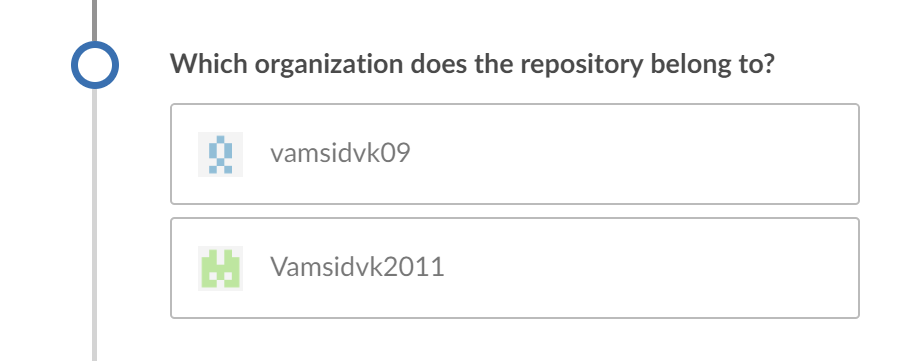 Which organization does the repository belong to?
vamsidvk09
Vamsidvk2011